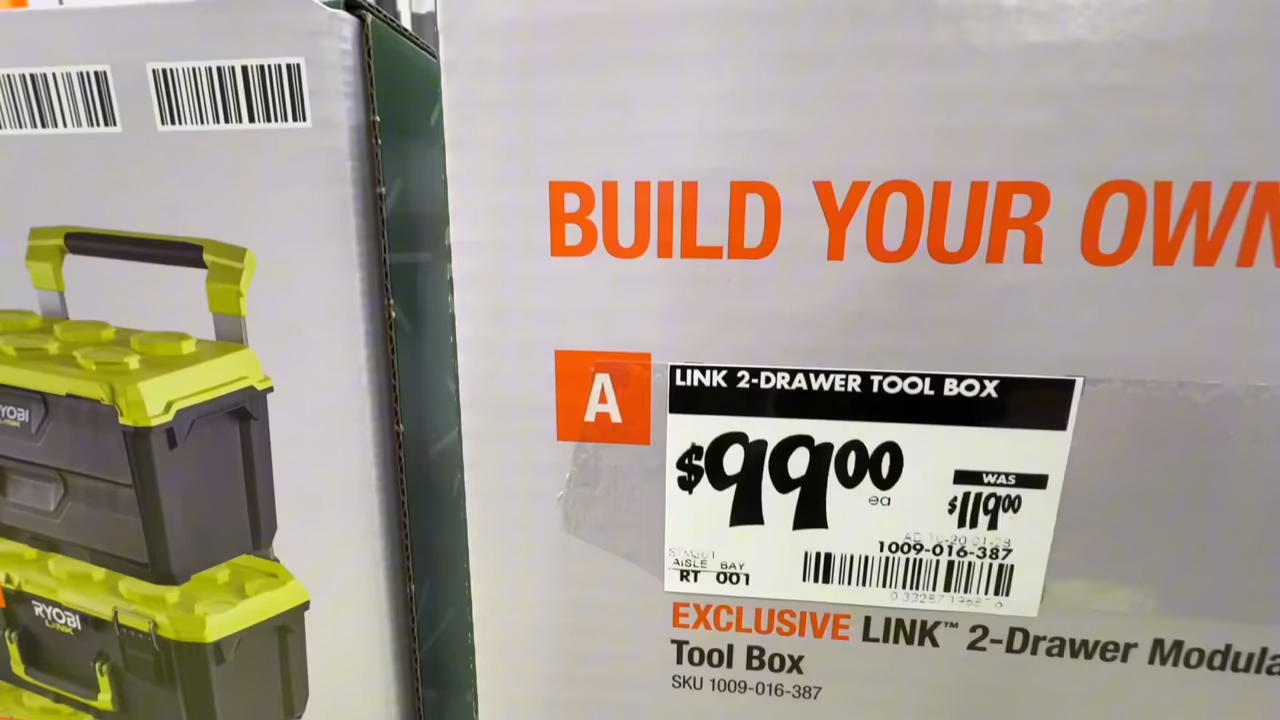 BUILD YOUR OWN
A
LINK 2-DRAWER TOOL BOX
$99.00
ea
WAS
$119.00
1009-016-387
AISLE BAY
RT 001
EXCLUSIVE LINK™ 2-Drawer Modula
Tool Box
SKU 1009-016-387
YOBI
RYOBI
LINK